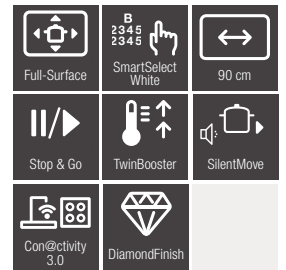 B
2345
2345
Full-Surface
SmartSelect
White
90 cm
Stop & Go
TwinBooster
SilentMove
Con@ctivity
3.0
DiamondFinish